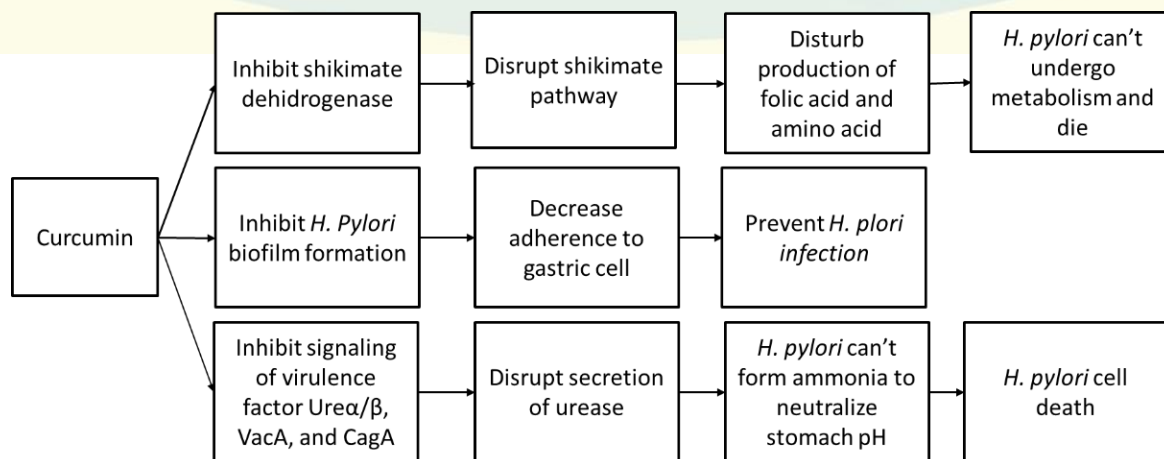 Inhibit shikimate
dehidrogenase
Disrupt shikimate
pathway
Disturb
production of
folic acid and
amino acid
H. pylori can't
undergo
metabolism and
die
Curcumin
Inhibit H. Pylori
biofilm formation
Decrease
adherence to
gastric cell
Prevent H. plori
infection
Inhibit signaling
of virulence
factor Ureα/β,
VacA, and CagA
Disrupt secretion
of urease
H. pylori can't
form ammonia to
neutralize
stomach pH
H. pylori cell
death